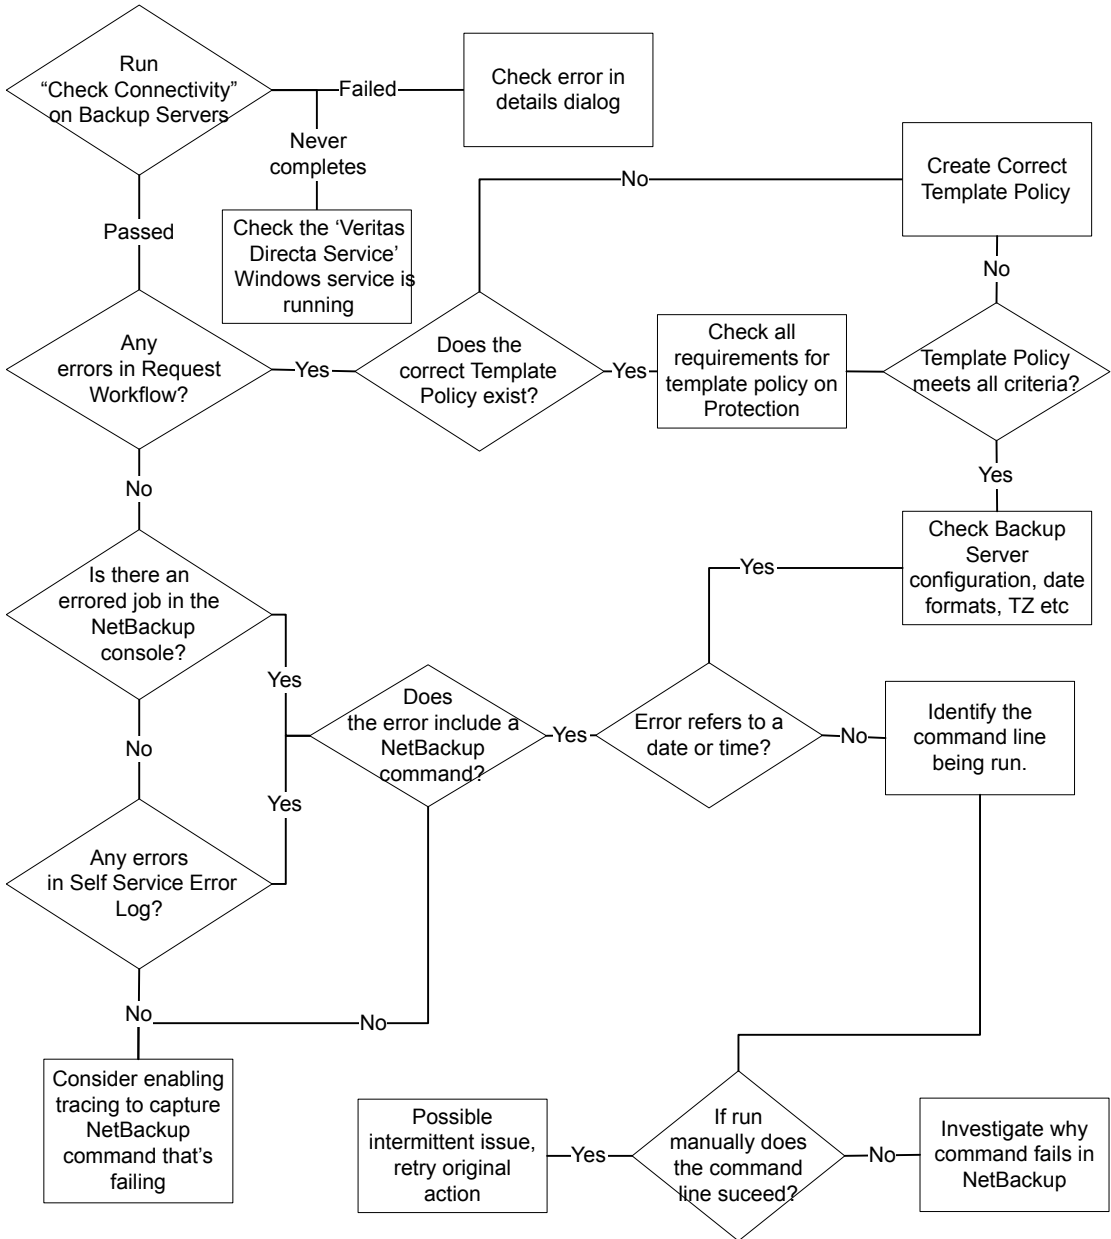 Run
“Check Connectivity”
on Backup Servers
Failed
Check error in
details dialog
Never
completes
Check the ‘Veritas
Directa Service’
Windows service is
running
Passed
No
Create Correct
Template Policy
No
Any
errors in Request
Workflow?
Yes
Does the
correct Template
Policy exist?
Yes
Check all
requirements for
template policy on
Protection
Template Policy
meets all criteria?
Yes
No
Check Backup
Server
configuration, date
formats, TZ etc
Yes
Is there an
errored job in the
NetBackup
console?
Yes
No
Does
the error include a
NetBackup
command?
Yes
Error refers to a
date or time?
No
Identify the
command line
being run.
Yes
Any errors
in Self Service Error
Log?
No
No
Consider enabling
tracing to capture
NetBackup
command that’s
failing
Possible
intermittent issue,
retry original
action
Yes
If run
manually does
the command
line suceed?
No
Investigate why
command fails in
NetBackup